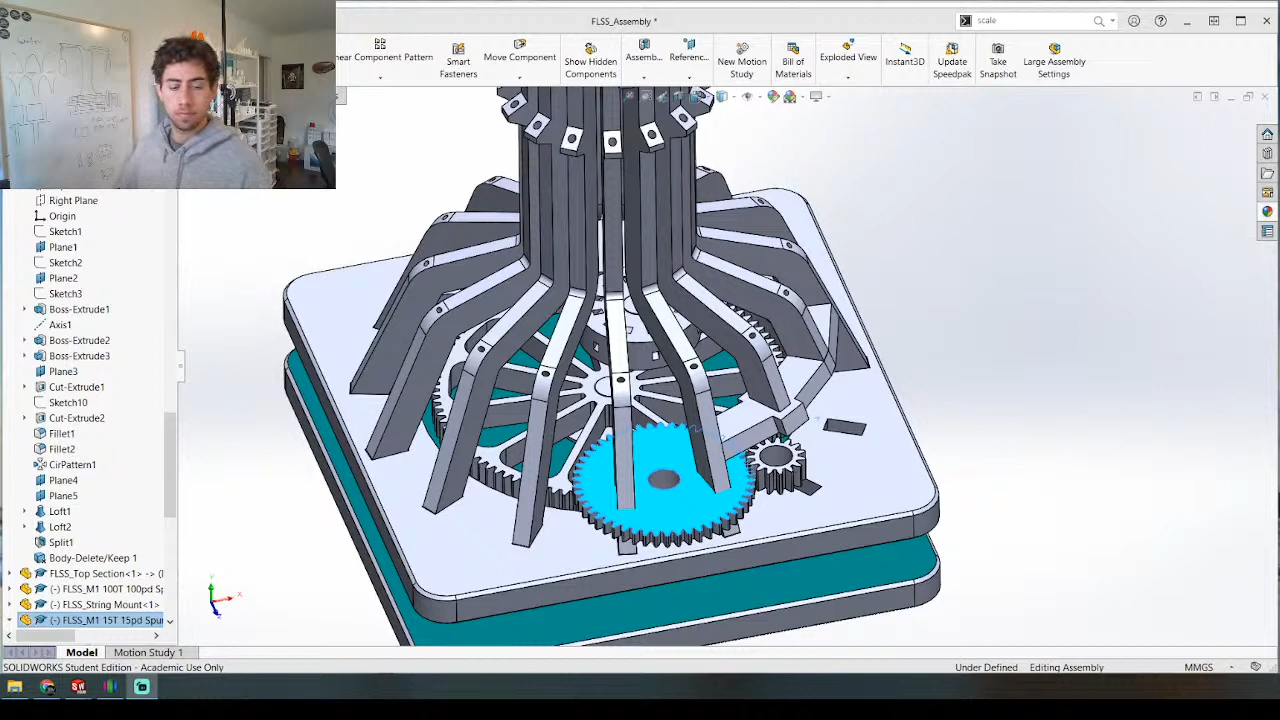 FLSS_Assembly *
scale
near Component Pattern
Smart Fasteners
Move Component
Show Hidden Components
Assemb...
Referenc...
New Motion Study
Bill of Materials
Exploded View
Instant3D
Update Speedpak
Take Snapshot
Large Assembly Settings
Right Plane
Origin
Sketch1
Plane1
Sketch2
Plane2
Sketch3
Boss-Extrude1
Axis1
Boss-Extrude2
Boss-Extrude3
Plane3
Cut-Extrude1
Sketch10
Cut-Extrude2
Fillet1
Fillet2
CirPattern1
Plane4
Plane5
Loft1
Loft2
Split1
Body-Delete/Keep 1
FLSS_Top Section<1> -> (
(-) FLSS_M1 100T 100pd Sp
(-) FLSS_String Mount<1>
(-) FLSS_M1 15T 15pd Spur
Model
Motion Study 1
SOLIDWORKS Student Edition - Academic Use Only
Under Defined
Editing Assembly
MMGS